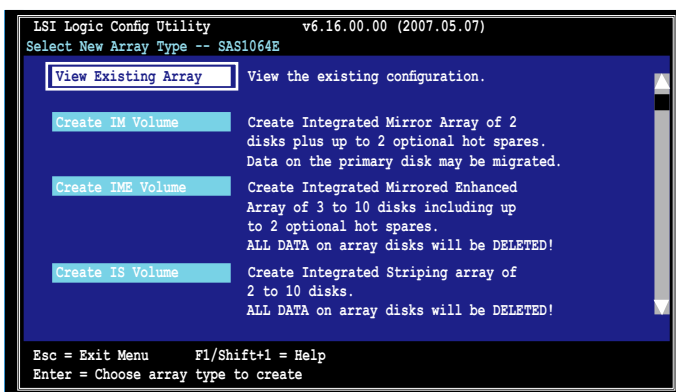 LSI Logic Config Utility v6.16.00.00 (2007.05.07)
Select New Array Type -- SAS1064E
View Existing Array View the existing configuration.
Create IM Volume Create Integrated Mirror Array of 2
disks plus up to 2 optional hot spares.
Data on the primary disk may be migrated.
Create IME Volume Create Integrated Mirrored Enhanced
Array of 3 to 10 disks including up
to 2 optional hot spares.
ALL DATA on array disks will be DELETED!
Create IS Volume Create Integrated Striping array of
2 to 10 disks.
ALL DATA on array disks will be DELETED!
Esc = Exit Menu F1/Shift+1 = Help
Enter = Choose array type to create